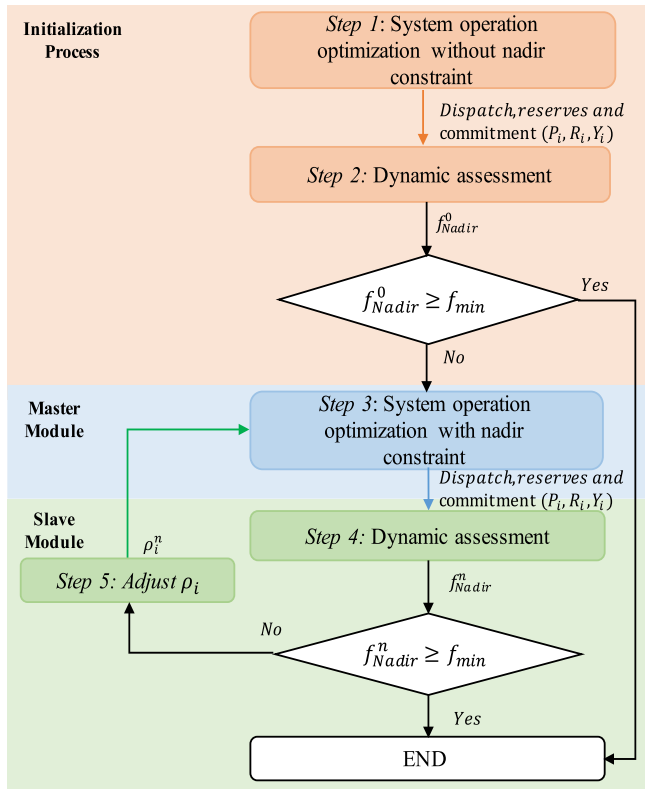 Initialization
Process
Step 1: System operation
optimization without nadir
constraint
Dispatch,reserves and
commitment (P_i, R_i, Y_i)
Step 2: Dynamic assessment
f^0_Nadir
f^0_Nadir ≥ f_min
Yes
No
Master
Module
Step 3: System operation
optimization with nadir
constraint
Dispatch,reserves and
commitment (P_i, R_i, Y_i)
Slave
Module
Step 4: Dynamic assessment
ρ^n_i
Step 5: Adjust ρ_i
f^n_Nadir
No
f^n_Nadir ≥ f_min
Yes
END